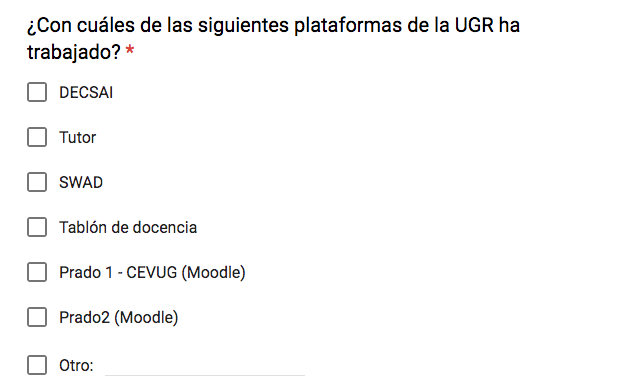 ¿Con cuáles de las siguientes plataformas de la UGR ha
trabajado? *
DECSAI
Tutor
SWAD
Tablón de docencia
Prado 1 - CEVUG (Moodle)
Prado2 (Moodle)
Otro: